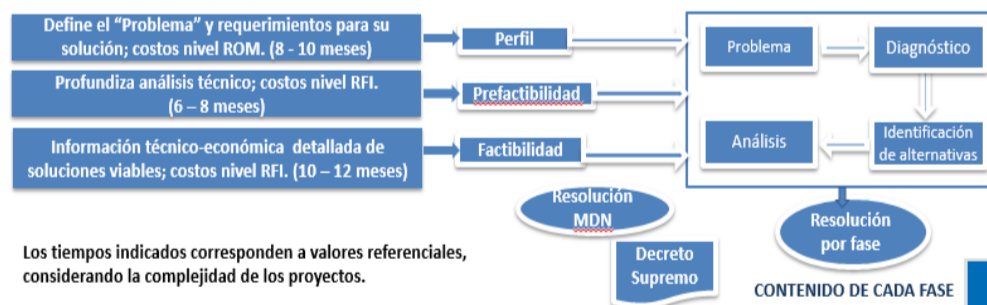 Define el “Problema” y requerimientos para su
solución; costos nivel ROM. (8 - 10 meses)
Perfil
Profundiza análisis técnico; costos nivel RFI.
(6 – 8 meses)
Prefactibilidad
Información técnico-económica detallada de
soluciones viables; costos nivel RFI. (10 – 12 meses)
Factibilidad
Problema
Diagnóstico
Análisis
Identificación
de alternativas
Resolución
MDN
Resolución
por fase
Decreto
Supremo
Los tiempos indicados corresponden a valores referenciales,
considerando la complejidad de los proyectos.
CONTENIDO DE CADA FASE